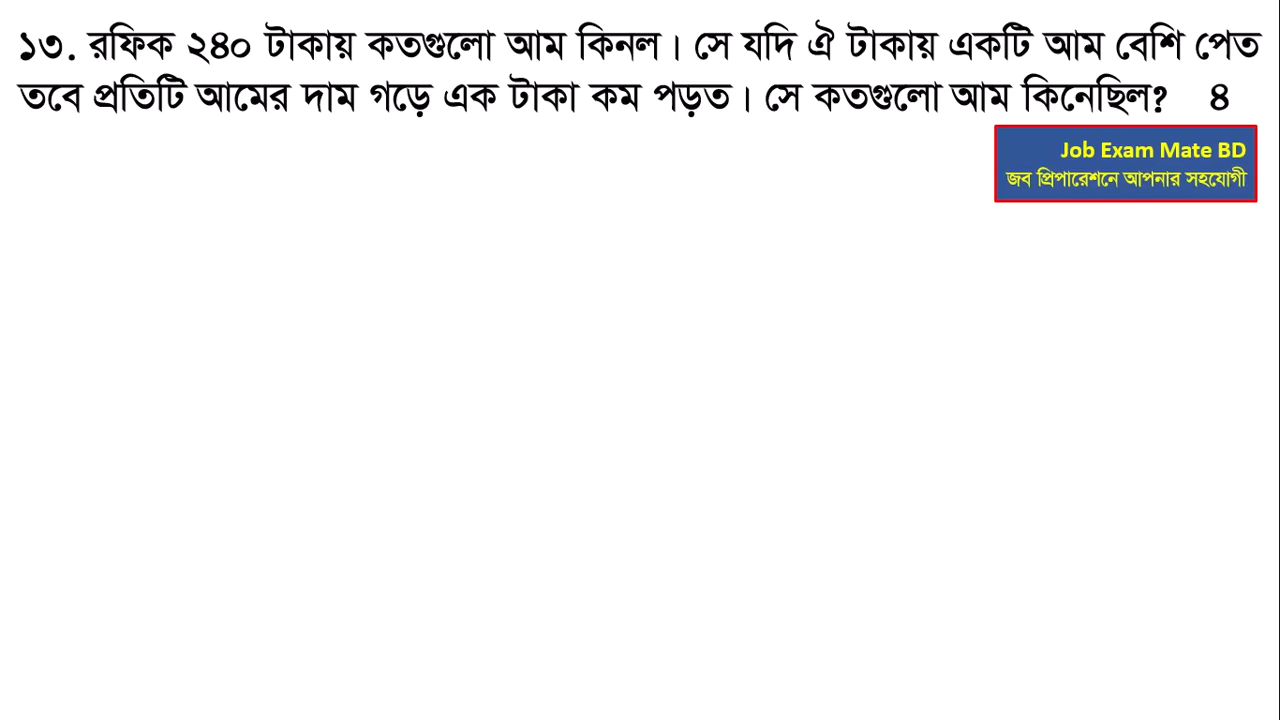 ১৩. রফিক ২৪০ টাকায় কতগুলো আম কিনল। সে যদি ঐ টাকায় একটি আম বেশি পেত
তবে প্রতিটি আমের দাম গড়ে এক টাকা কম পড়ত। সে কতগুলো আম কিনেছিল? ৪
Job Exam Mate BD
জব প্রিপারেশনে আপনার সহযোগী